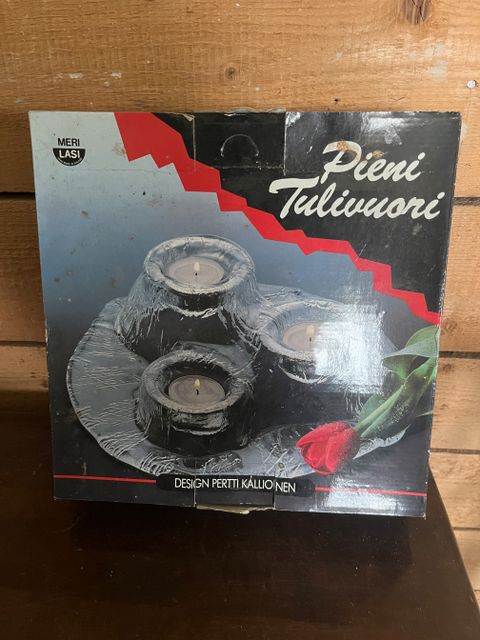 MERI
LASI
Pieni
Tulivuori
DESIGN PERTTI KALLIONEN